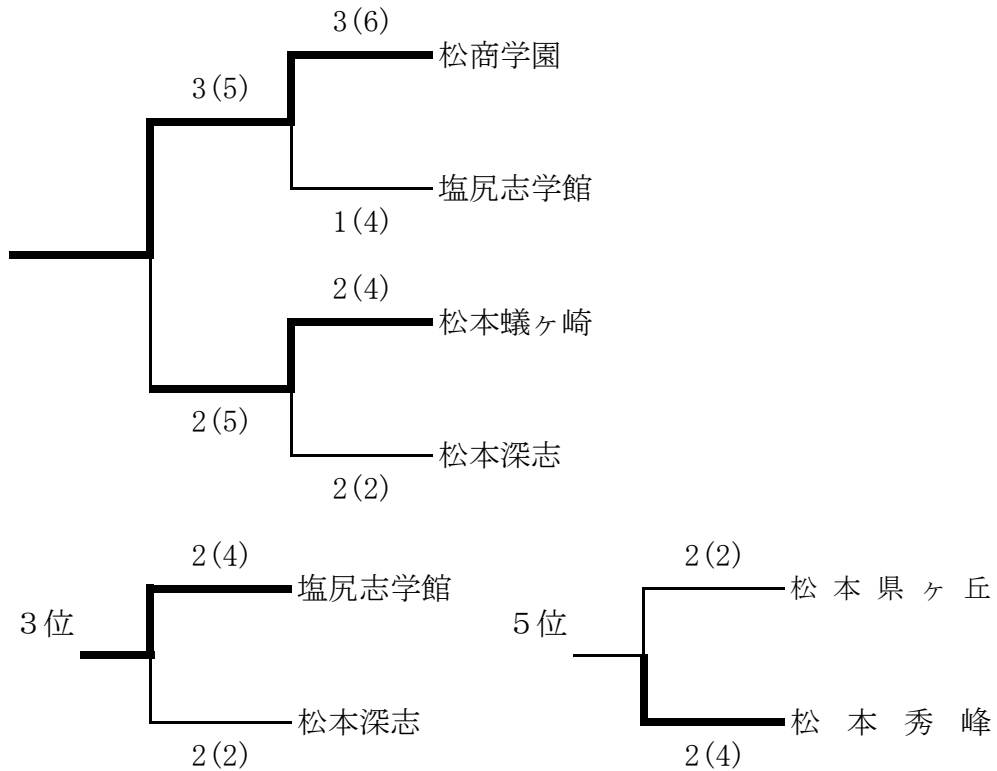 3(6)
松商学園
3(5)
塩尻志学館
1(4)
2(4)
松本蟻ヶ崎
2(5)
松本深志
2(2)
2(4)
塩尻志学館
3位
松本深志
2(2)
2(2)
松本県ヶ丘
5位
松本秀峰
2(4)